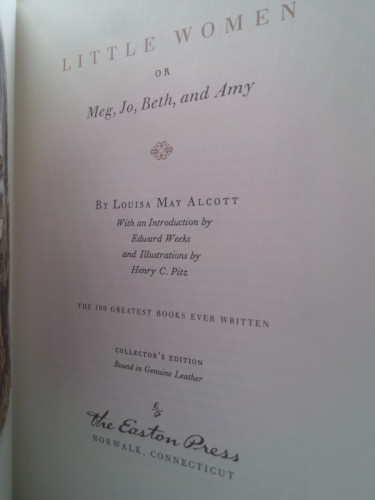 LITTLE WOMEN
OR
Meg, Jo, Beth, and Amy
BY LOUISA MAY ALCOTT
With an Introduction by
Edward Weeks
and Illustrations by
Henry C. Pitz
THE 100 GREATEST BOOKS EVER WRITTEN
COLLECTOR'S EDITION
Bound in Genuine Leather
E/P
the Easton Press
NORWALK, CONNECTICUT